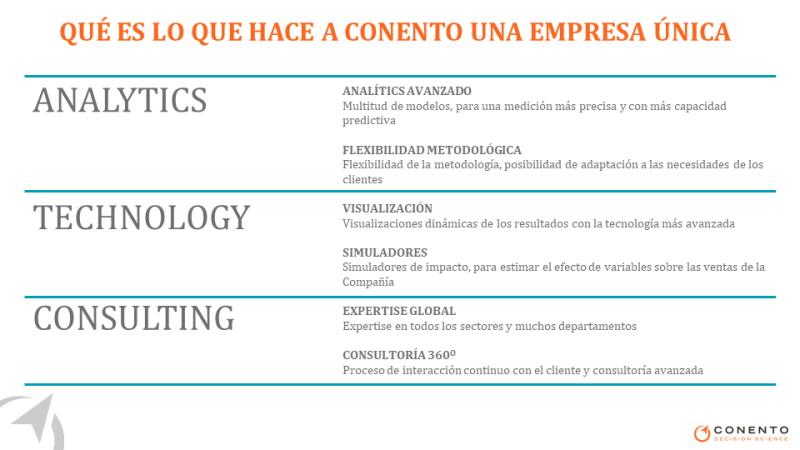 QUÉ ES LO QUE HACE A CONENTO UNA EMPRESA ÚNICA
ANALYTICS
ANALÍTICS AVANZADO
Multitud de modelos, para una medición más precisa y con más capacidad
predictiva
FLEXIBILIDAD METODOLÓGICA
Flexibilidad de la metodología, posibilidad de adaptación a las necesidades de los
clientes
TECHNOLOGY
VISUALIZACIÓN
Visualizaciones dinámicas de los resultados con la tecnología más avanzada
SIMULADORES
Simuladores de impacto, para estimar el efecto de variables sobre las ventas de la
Compañía
CONSULTING
EXPERTISE GLOBAL
Expertise en todos los sectores y muchos departamentos
CONSULTORÍA 360º
Proceso de interacción continuo con el cliente y consultoría avanzada
CONENTO
DECISION SCIENCE